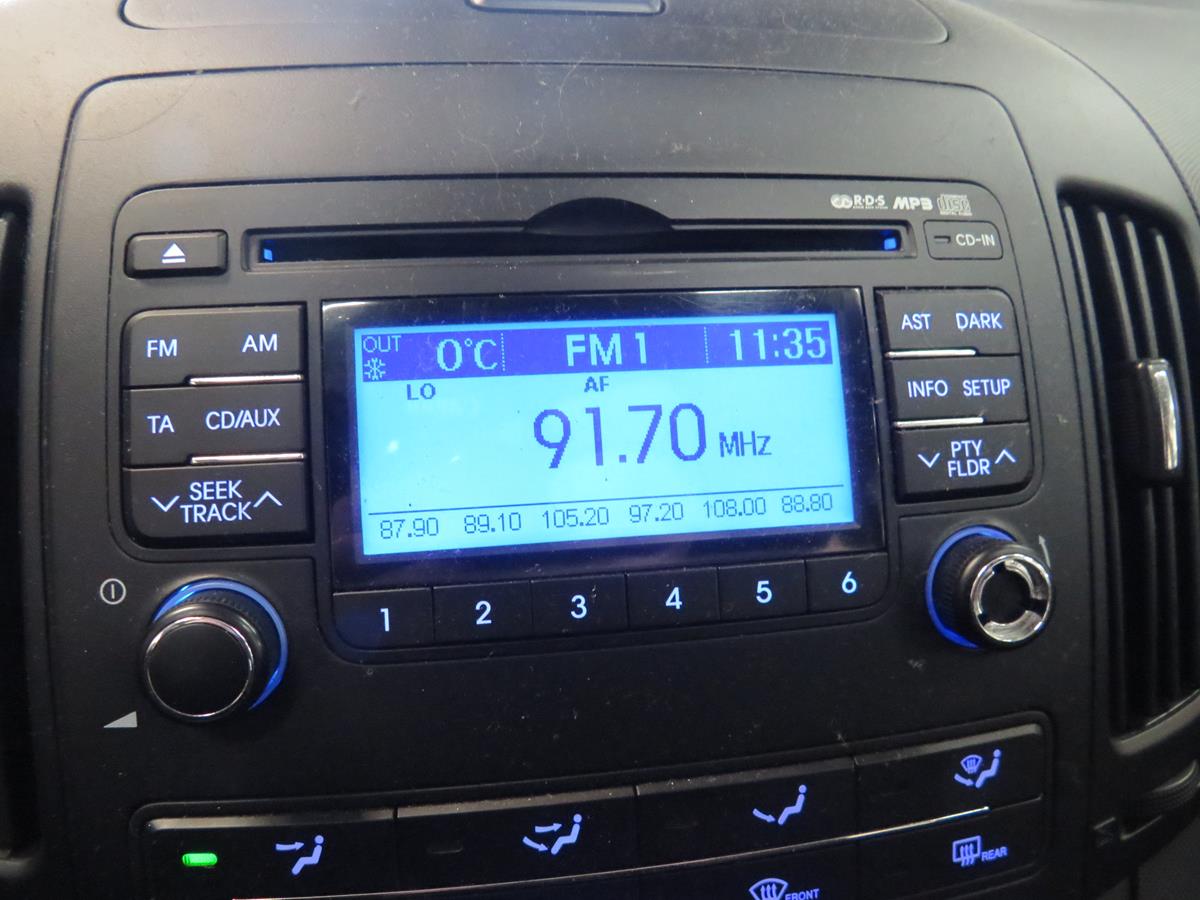 R·D·S MP3 disc
CD-IN
FM AM
TA CD/AUX
SEEK
TRACK
OUT 0°C FM 1 11:35
LO AF
91.70 MHz
87.90 89.10 105.20 97.20 108.00 88.80
AST DARK
INFO SETUP
PTY
FLDR
1 2 3 4 5 6
REAR
FRONT